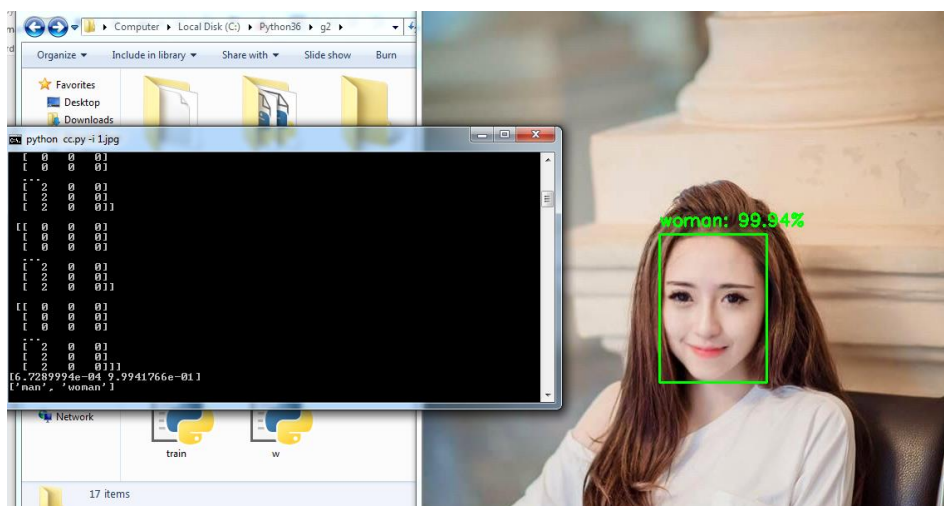 Computer ▸ Local Disk (C:) ▸ Python36 ▸ g2 ▸
Organize ▾ Include in library ▾ Share with ▾ Slide show Burn
Favorites
Desktop
Downloads
python cc.py -i 1.jpg
[ 0 0 0]
[ 0 0 0]
...
[ 2 0 0]
[ 2 0 0]
[ 2 0 0]]
[[ 0 0 0]
[ 0 0 0]
[ 0 0 0]
...
[ 2 0 0]
[ 2 0 0]
[ 2 0 0]]
[[ 0 0 0]
[ 0 0 0]
[ 0 0 0]
...
[ 2 0 0]
[ 2 0 0]
[ 2 0 0]]]
[6.7289994e-04 9.9941766e-01]
['man', 'woman']
Network
train w
17 items
woman: 99.94%